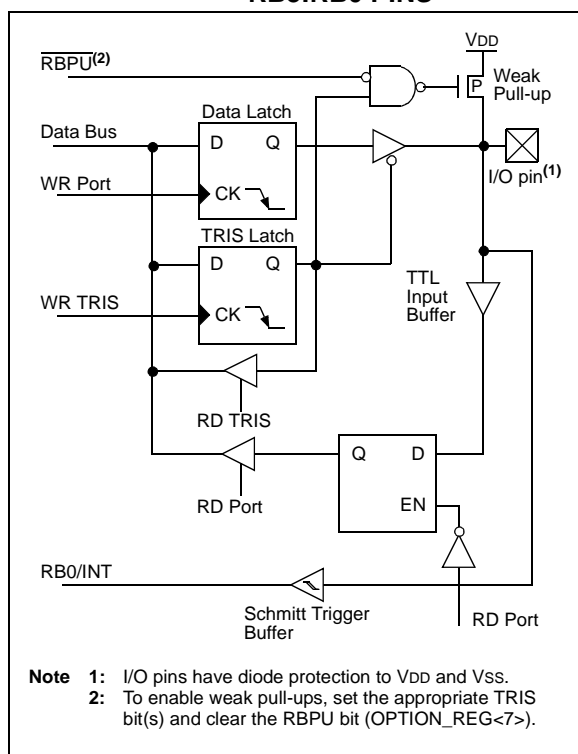 VDD
RBPU(2)
Weak
P
Pull-up
Data Latch
Data Bus
D Q
I/O pin(1)
WR Port
CK
TRIS Latch
D Q
TTL
Input
Buffer
WR TRIS
CK
RD TRIS
Q D
RD Port
EN
RB0/INT
Schmitt Trigger
Buffer
RD Port
Note 1: I/O pins have diode protection to VDD and VSS.
2: To enable weak pull-ups, set the appropriate TRIS
bit(s) and clear the RBPU bit (OPTION_REG<7>).